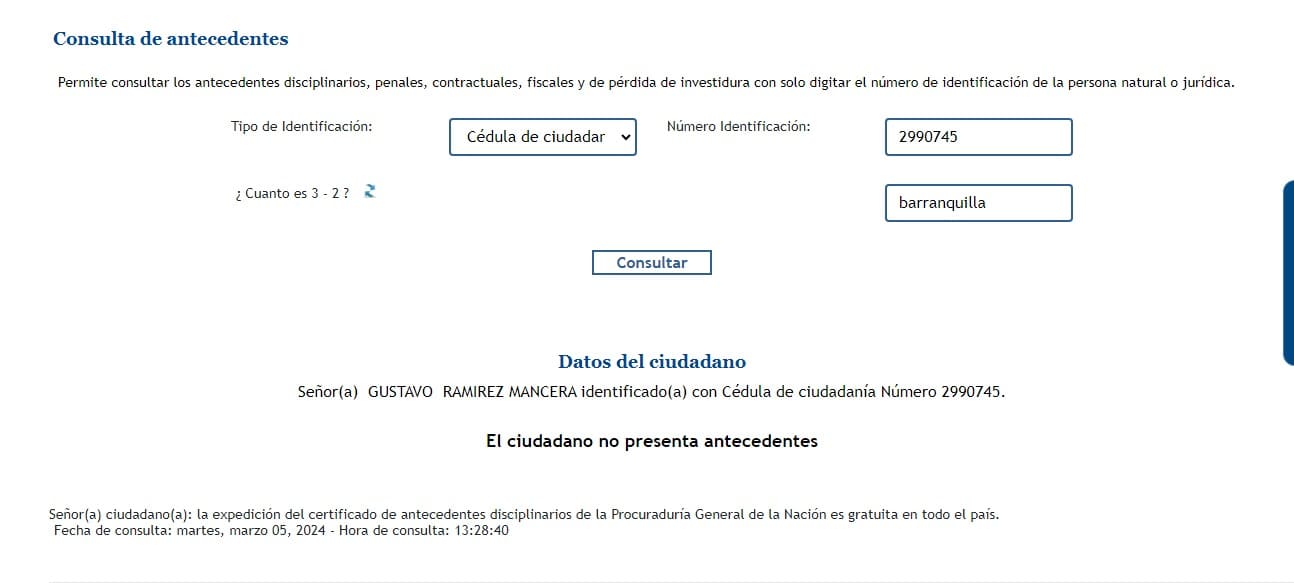 Consulta de antecedentes
Permite consultar los antecedentes disciplinarios, penales, contractuales, fiscales y de pérdida de investidura con solo digitar el número de identificación de la persona natural o jurídica.
Tipo de Identificación: Cédula de ciudadar Número Identificación: 2990745
¿ Cuanto es 3 - 2 ? barranquilla
Consultar
Datos del ciudadano
Señor(a) GUSTAVO RAMIREZ MANCERA identificado(a) con Cédula de ciudadanía Número 2990745.
El ciudadano no presenta antecedentes
Señor(a) ciudadano(a): la expedición del certificado de antecedentes disciplinarios de la Procuraduría General de la Nación es gratuita en todo el país.
Fecha de consulta: martes, marzo 05, 2024 - Hora de consulta: 13:28:40